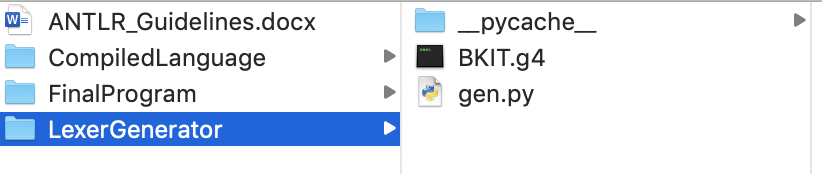 ANTLR_Guidelines.docx
CompiledLanguage
FinalProgram
LexerGenerator
__pycache__
BKIT.g4
gen.py